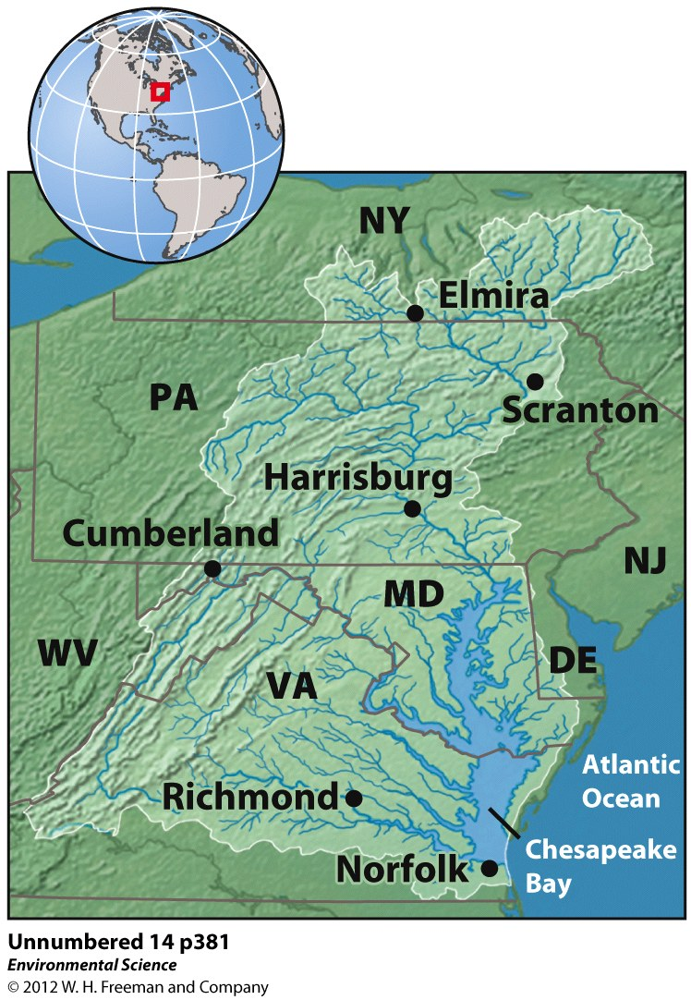 NY
Elmira
PA
Scranton
Harrisburg
Cumberland
NJ
MD
WV
DE
VA
Atlantic
Ocean
Richmond
Chesapeake
Bay
Norfolk
Unnumbered 14 p381
Environmental Science
© 2012 W. H. Freeman and Company